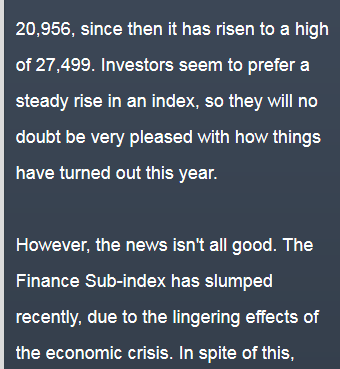 20,956, since then it has risen to a high
of 27,499. Investors seem to prefer a
steady rise in an index, so they will no
doubt be very pleased with how things
have turned out this year.
However, the news isn't all good. The
Finance Sub-index has slumped
recently, due to the lingering effects of
the economic crisis. In spite of this,